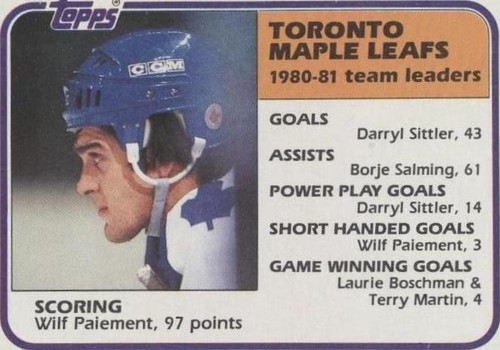 TOPPS
CCM
TORONTO
MAPLE LEAFS
1980-81 team leaders
GOALS
Darryl Sittler, 43
ASSISTS
Borje Salming, 61
POWER PLAY GOALS
Darryl Sittler, 14
SHORT HANDED GOALS
Wilf Paiement, 3
GAME WINNING GOALS
Laurie Boschman &
Terry Martin, 4
SCORING
Wilf Paiement, 97 points